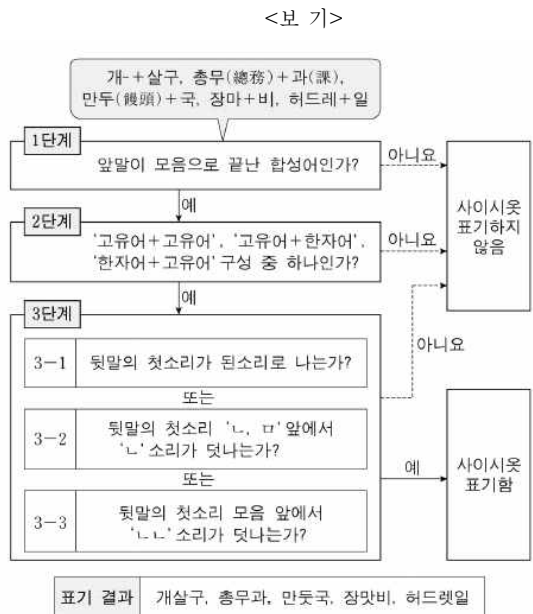 <보 기>
개-+살구, 총무(總務)+과(課),
만두(饅頭)+국, 장마+비, 허드레+일
1단계
앞말이 모음으로 끝난 합성어인가?
아니요
예
2단계
'고유어+고유어', '고유어+한자어',
'한자어+고유어' 구성 중 하나인가?
아니요
사이시옷
표기하지
않음
예
3단계
아니요
3-1
뒷말의 첫소리가 된소리로 나는가?
또는
3-2
뒷말의 첫소리 'ㄴ, ㅁ' 앞에서
'ㄴ' 소리가 덧나는가?
또는
3-3
뒷말의 첫소리 모음 앞에서
'ㄴㄴ' 소리가 덧나는가?
예
사이시옷
표기함
표기 결과
개살구, 총무과, 만둣국, 장맛비, 허드렛일